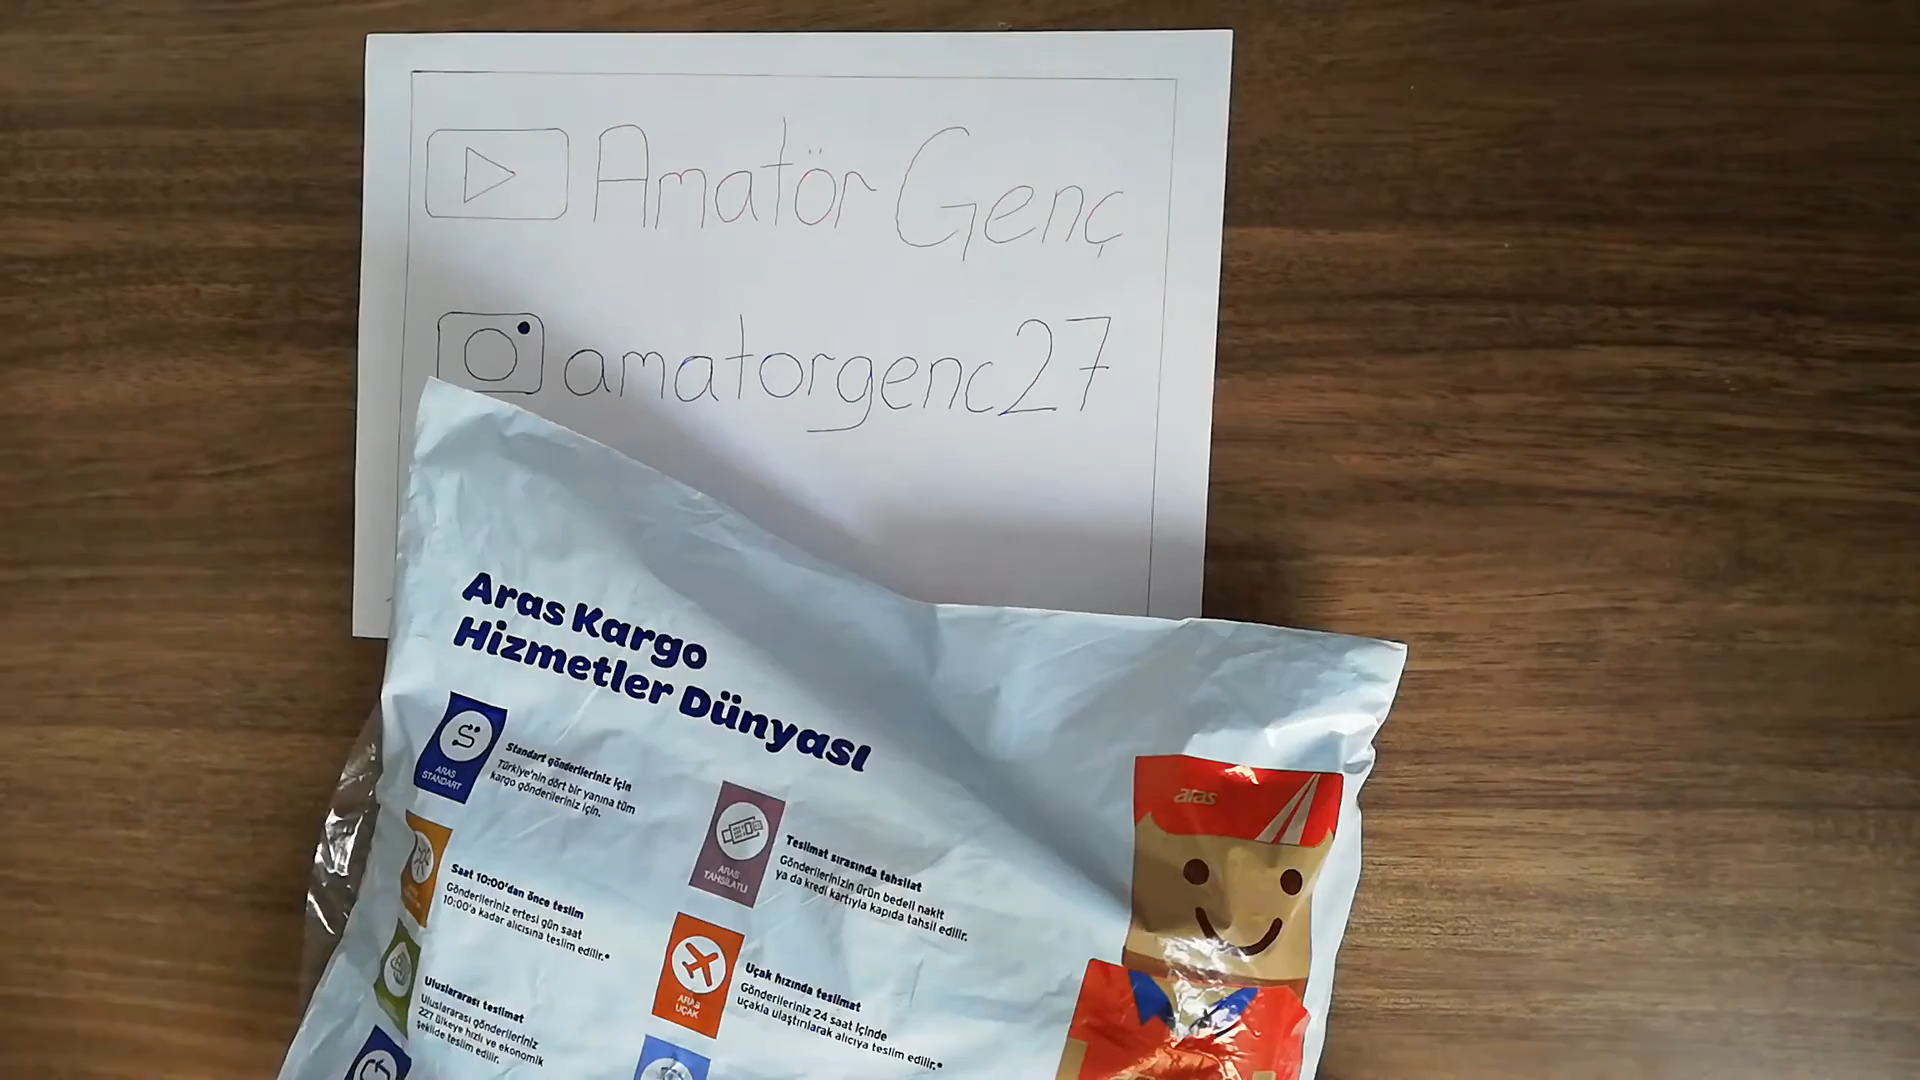 Amatör Genç
amatorgenc27
Aras Kargo
Hizmetler Dünyası
ARAS
STANDART
Standart gönderileriniz için
Türkiye'nin dört bir yanına tüm
kargo gönderileriniz için.
Saat 10:00'dan önce teslim
Gönderileriniz ertesi gün saat
10:00'a kadar alıcısına teslim edilir.*
Uluslararası teslimat
Uluslararası gönderileriniz
227 ülkeye hızlı ve ekonomik
şekilde teslim edilir.
ARAS
TAHSİLATLI
Teslimat sırasında tahsilat
Gönderilerinizin ürün bedeli nakit
ya da kredi kartıyla kapıda tahsil edilir.
ARAS
UÇAK
Uçak hızında teslimat
Gönderileriniz 24 saat içinde
uçakla ulaştırılarak alıcıya teslim edilir.*
aras